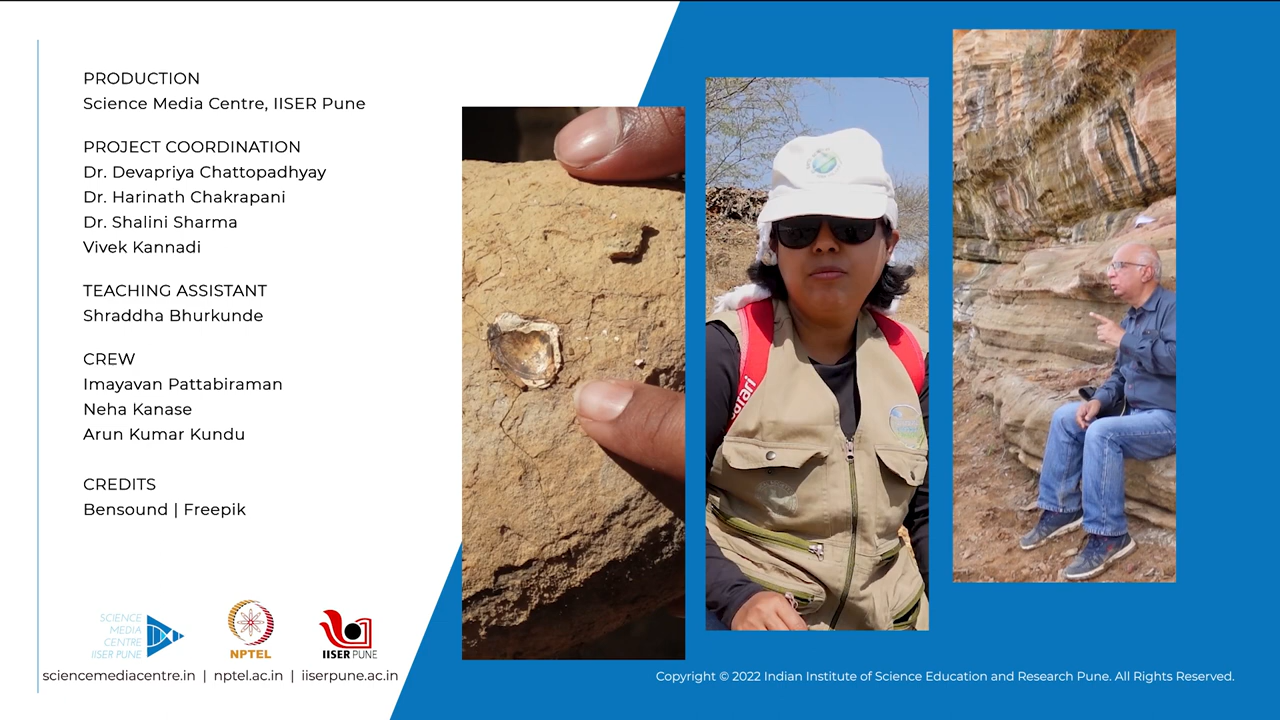 PRODUCTION
Science Media Centre, IISER Pune
PROJECT COORDINATION
Dr. Devapriya Chattopadhyay
Dr. Harinath Chakrapani
Dr. Shalini Sharma
Vivek Kannadi
TEACHING ASSISTANT
Shraddha Bhurkunde
CREW
Imayavan Pattabiraman
Neha Kanase
Arun Kumar Kundu
CREDITS
Bensound | Freepik
SCIENCE
MEDIA
CENTRE
IISER PUNE
NPTEL
IISER PUNE
sciencemediacentre.in | nptel.ac.in | iiserpune.ac.in
Copyright © 2022 Indian Institute of Science Education and Research Pune. All Rights Reserved.